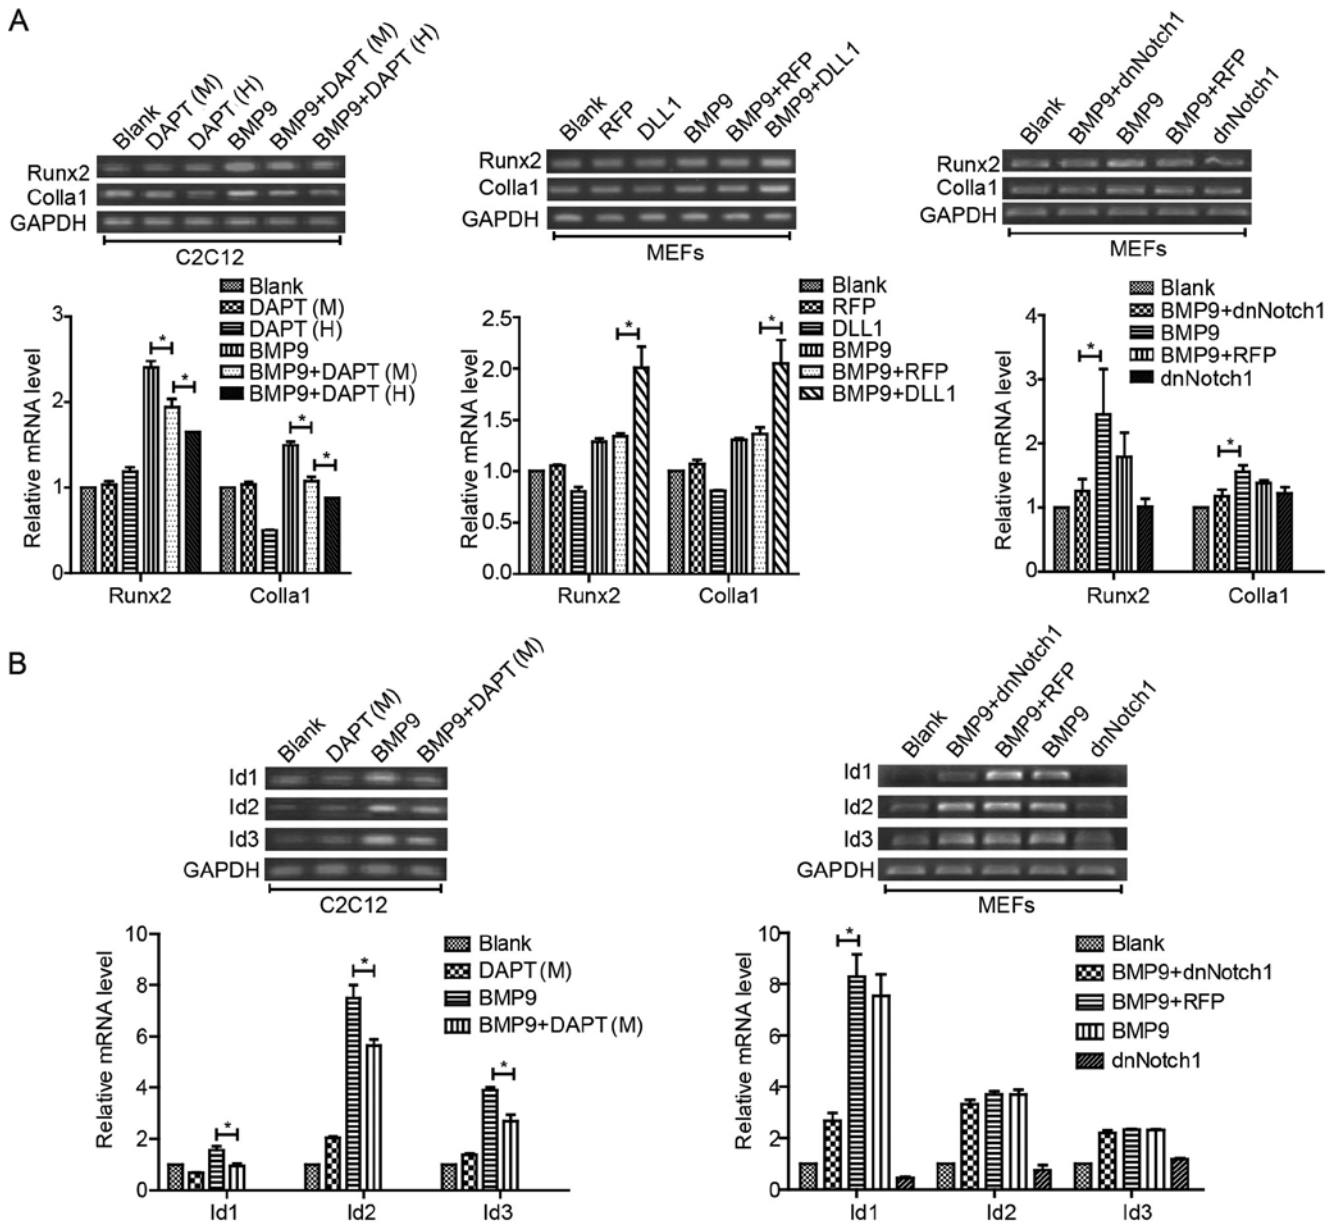 A
Blank
DAPT (M)
DAPT (H)
BMP9
BMP9+DAPT (M)
BMP9+DAPT (H)
Runx2
Colla1
GAPDH
C2C12
Blank
RFP
DLL1
BMP9
BMP9+RFP
BMP9+DLL1
Runx2
Colla1
GAPDH
MEFs
Blank
BMP9+dnNotch1
BMP9
BMP9+RFP
dnNotch1
Runx2
Colla1
GAPDH
MEFs
Relative mRNA level
3
2
1
0
* * * *
Blank
DAPT (M)
DAPT (H)
BMP9
BMP9+DAPT (M)
BMP9+DAPT (H)
Runx2 Colla1
Relative mRNA level
2.5
2.0
1.5
1.0
0.5
0.0
* *
Blank
RFP
DLL1
BMP9
BMP9+RFP
BMP9+DLL1
Runx2 Colla1
Relative mRNA level
4
3
2
1
0
* *
Blank
BMP9+dnNotch1
BMP9
BMP9+RFP
dnNotch1
Runx2 Colla1
B
Blank
DAPT (M)
BMP9
BMP9+DAPT (M)
Id1
Id2
Id3
GAPDH
C2C12
Blank
BMP9+dnNotch1
BMP9+RFP
BMP9
dnNotch1
Id1
Id2
Id3
GAPDH
MEFs
Relative mRNA level
10
8
6
4
2
0
* * *
Blank
DAPT (M)
BMP9
BMP9+DAPT (M)
Id1 Id2 Id3
Relative mRNA level
10
8
6
4
2
0
*
Blank
BMP9+dnNotch1
BMP9+RFP
BMP9
dnNotch1
Id1 Id2 Id3